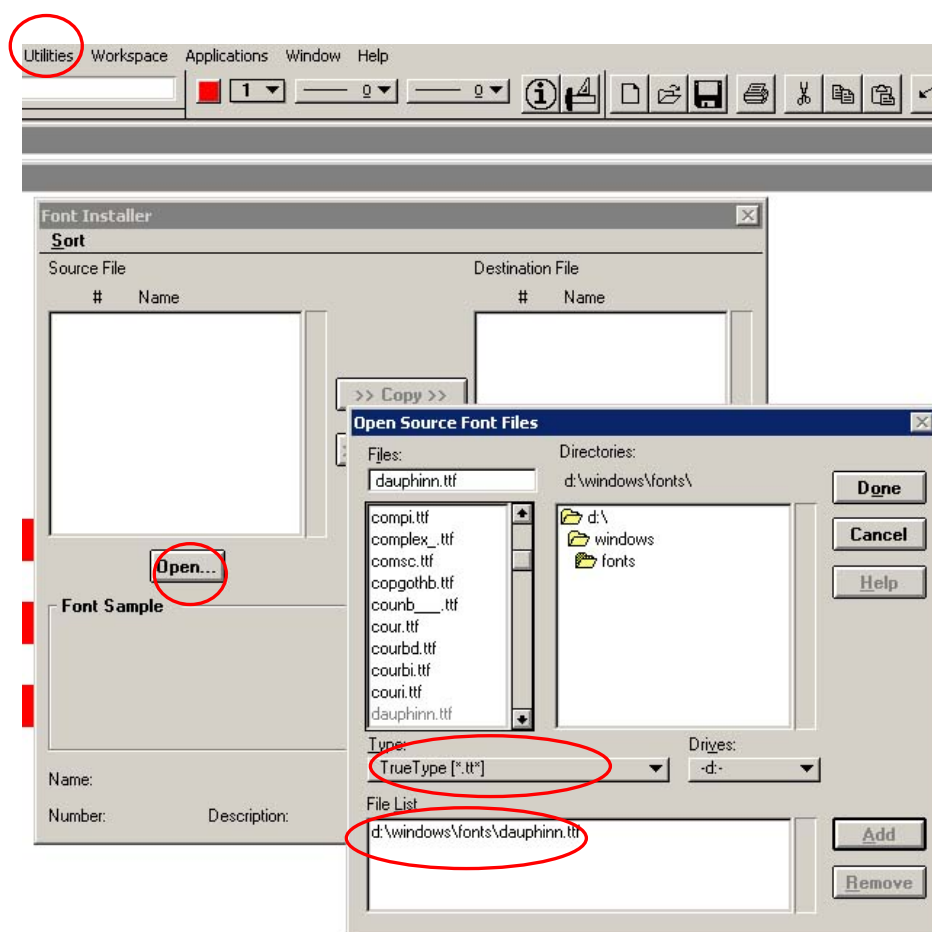 Utilities Workspace Applications Window Help
1 0 0
Font Installer
Sort
Source File Destination File
# Name # Name
>> Copy >>
Open...
Font Sample
Name:
Number: Description:
Open Source Font Files
Files: Directories:
dauphinn.ttf d:\windows\fonts\
compi.ttf
complex_.ttf
comsc.ttf
copgothb.ttf
counb___.ttf
cour.ttf
courbd.ttf
courbi.ttf
couri.ttf
dauphinn.ttf
d:\
windows
fonts
Done
Cancel
Help
Type: Drives:
TrueType [*.tt*] -d:-
File List
d:\windows\fonts\dauphinn.ttf
Add
Remove